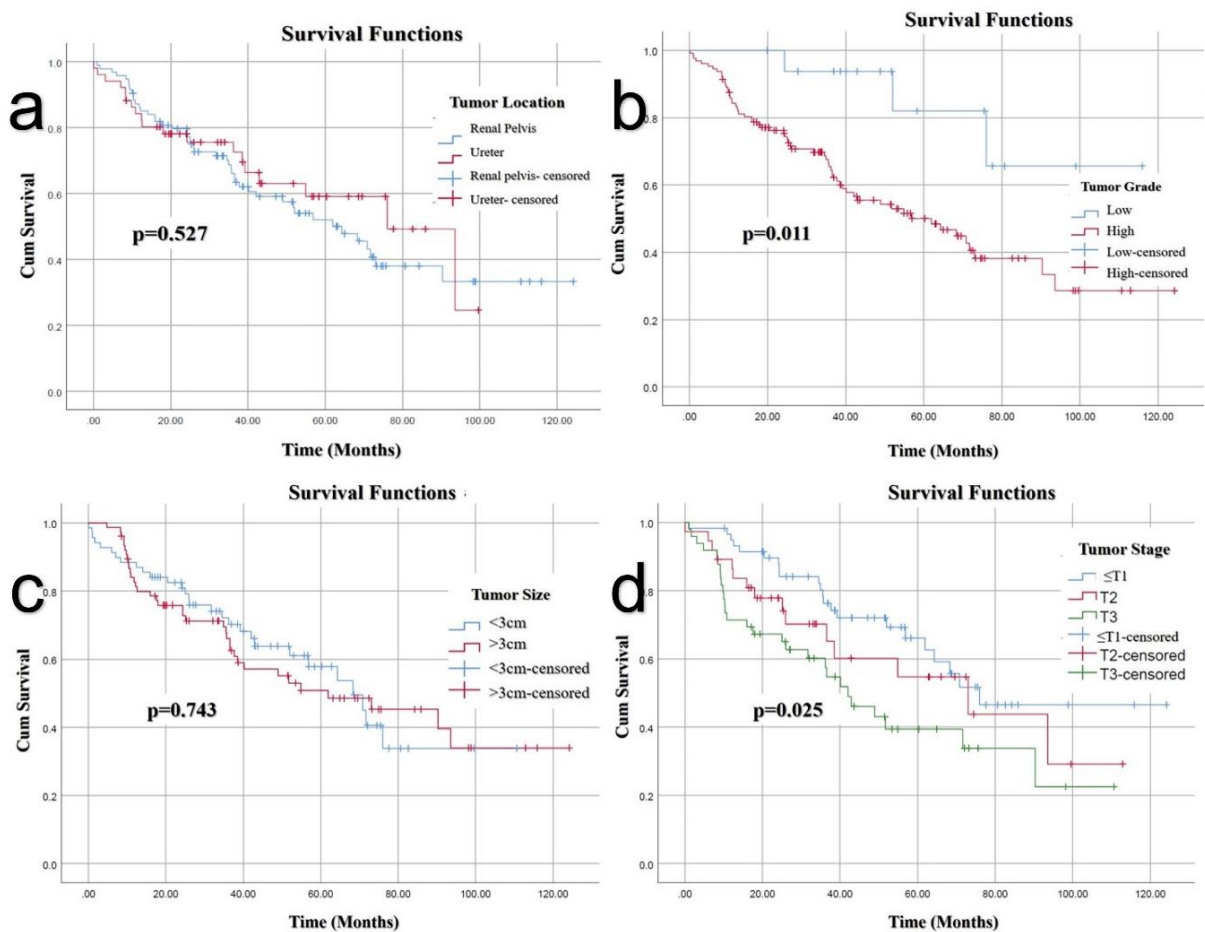 a
Survival Functions
Cum Survival
1.0
0.8
0.6
0.4
0.2
0.0
Tumor Location
Renal Pelvis
Ureter
Renal pelvis- censored
Ureter- censored
p=0.527
.00 20.00 40.00 60.00 80.00 100.00 120.00
Time (Months)
b
Survival Functions
Cum Survival
1.0
0.8
0.6
0.4
0.2
0.0
Tumor Grade
Low
High
Low-censored
High-censored
p=0.011
.00 20.00 40.00 60.00 80.00 100.00 120.00
Time (Months)
c
Survival Functions
Cum Survival
1.0
0.8
0.6
0.4
0.2
0.0
Tumor Size
<3cm
>3cm
<3cm-censored
>3cm-censored
p=0.743
.00 20.00 40.00 60.00 80.00 100.00 120.00
Time (Months)
d
Survival Functions
Cum Survival
1.0
0.8
0.6
0.4
0.2
0.0
Tumor Stage
≤T1
T2
T3
≤T1-censored
T2-censored
T3-censored
p=0.025
.00 20.00 40.00 60.00 80.00 100.00 120.00
Time (Months)